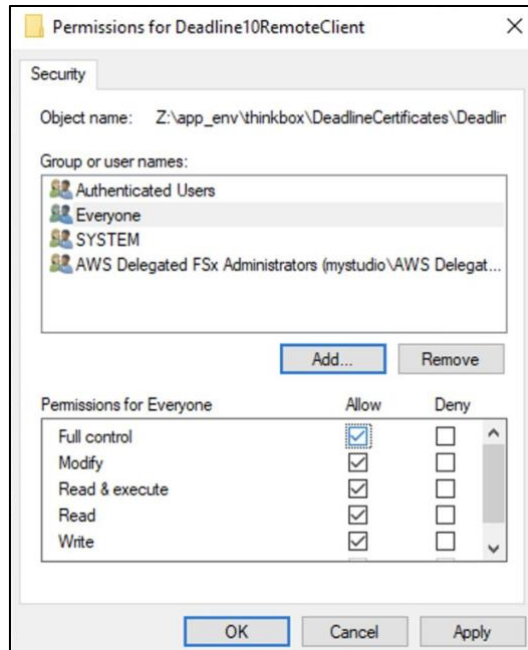 Permissions for Deadline10RemoteClient
Security
Object name: Z:\app_env\thinkbox\DeadlineCertificates\Deadlin
Group or user names:
Authenticated Users
Everyone
SYSTEM
AWS Delegated FSx Administrators (mystudio\AWS Delegat...
Add... Remove
Permissions for Everyone Allow Deny
Full control
Modify
Read & execute
Read
Write
OK Cancel Apply